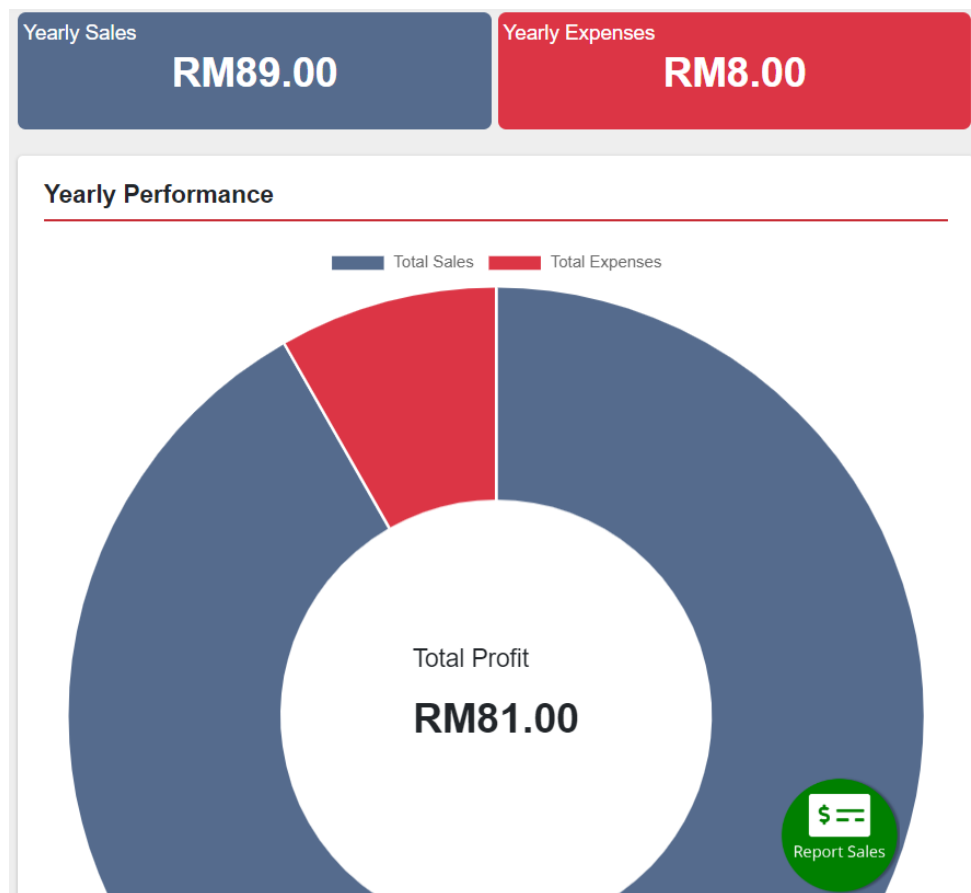 Yearly Sales
RM89.00
Yearly Expenses
RM8.00
Yearly Performance
Total Sales
Total Expenses
Total Profit
RM81.00
$
Report Sales